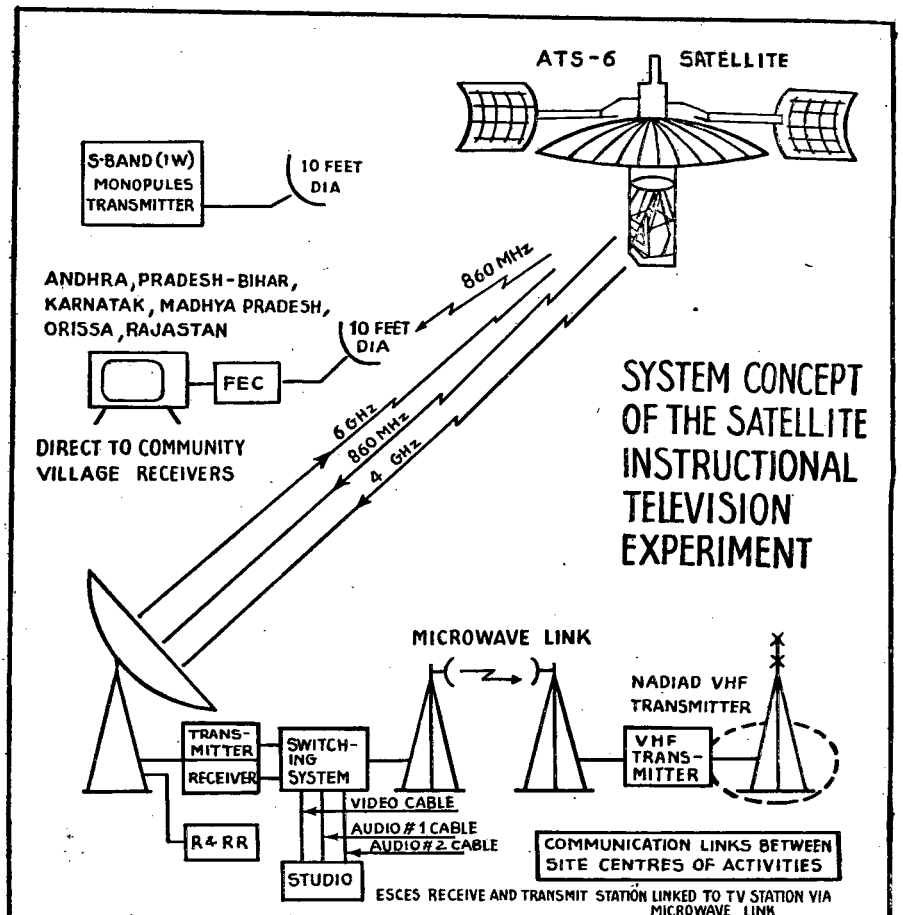 ATS-6 SATELLITE
S-BAND (1W)
MONOPULES
TRANSMITTER
10 FEET
DIA
860 MHz
ANDHRA, PRADESH-BIHAR,
KARNATAK, MADHYA PRADESH,
ORISSA, RAJASTAN
10 FEET
DIA
FEC
DIRECT TO COMMUNITY
VILLAGE RECEIVERS
6 GHz
860 MHz
4 GHz
SYSTEM CONCEPT
OF THE SATELLITE
INSTRUCTIONAL
TELEVISION
EXPERIMENT
MICROWAVE LINK
NADIAD VHF
TRANSMITTER
TRANS-
MITTER
RECEIVER
SWITCH-
ING
SYSTEM
VHF
TRANS-
MITTER
VIDEO CABLE
AUDIO #1 CABLE
AUDIO #2 CABLE
R&RR
STUDIO
COMMUNICATION LINKS BETWEEN
SITE CENTRES OF ACTIVITIES
ESCES RECEIVE AND TRANSMIT STATION LINKED TO TV STATION VIA
MICROWAVE LINK